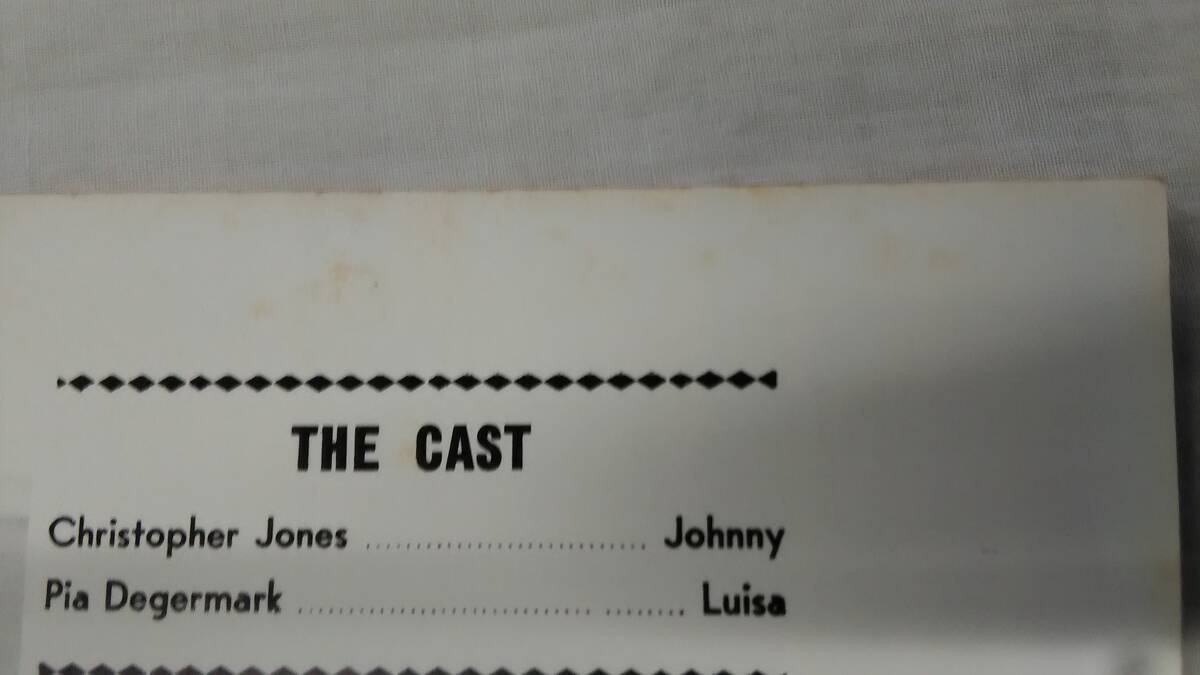 THE CAST
Christopher Jones ............................. Johnny
Pia Degermark .............................. ........ Luisa